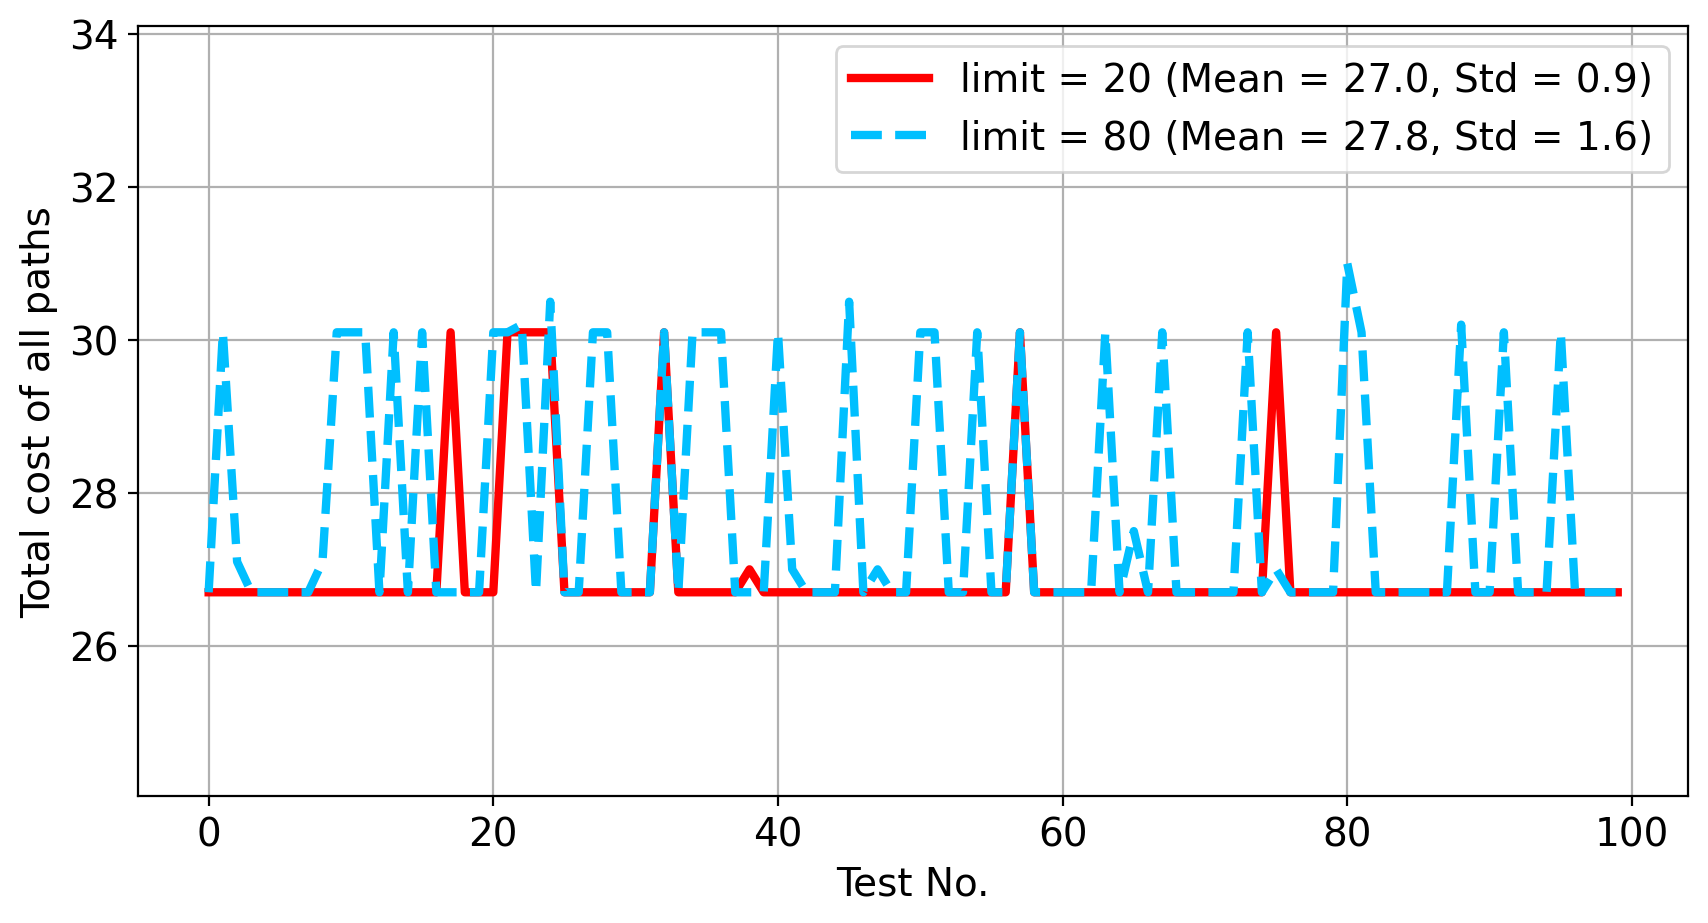 limit = 20 (Mean = 27.0, Std = 0.9)
limit = 80 (Mean = 27.8, Std = 1.6)
Total cost of all paths
34
32
30
28
26
0 20 40 60 80 100
Test No.